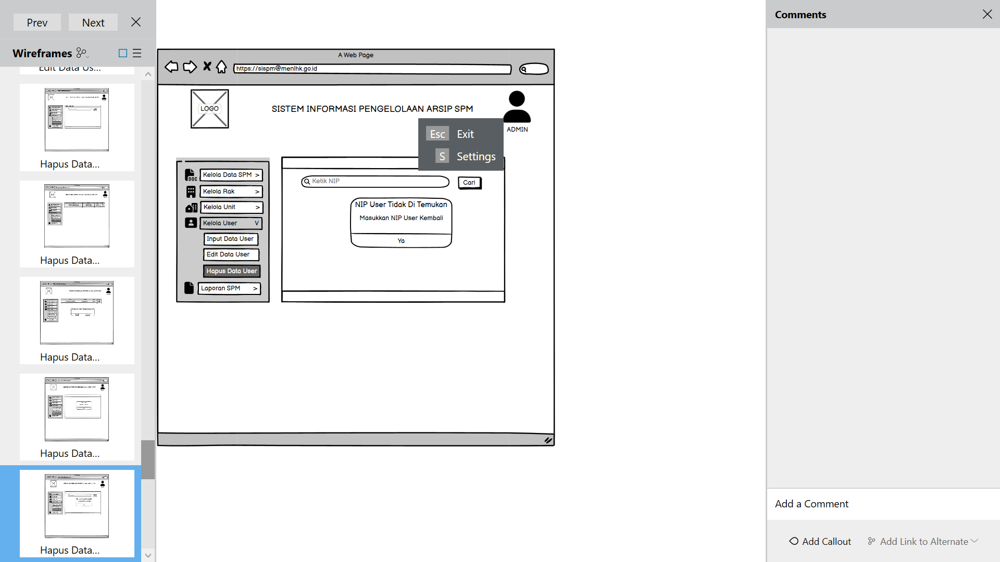 Prev
Next
Wireframes
Edit Data Us...
Hapus Data...
Hapus Data...
Hapus Data...
Hapus Data...
Hapus Data...
A Web Page
https://sispm@menlhk.go.id
LOGO
SISTEM INFORMASI PENGELOLAAN ARSIP SPM
ADMIN
Esc Exit
S Settings
DOC
Kelola Data SPM >
Kelola Rak >
Kelola Unit >
Kelola User V
Input Data User
Edit Data User
Hapus Data User
Laporan SPM >
Ketik NIP
Cari
NIP User Tidak Di Temukan
Masukkan NIP User Kembali
Ya
Comments
Add a Comment
Add Callout
Add Link to Alternate